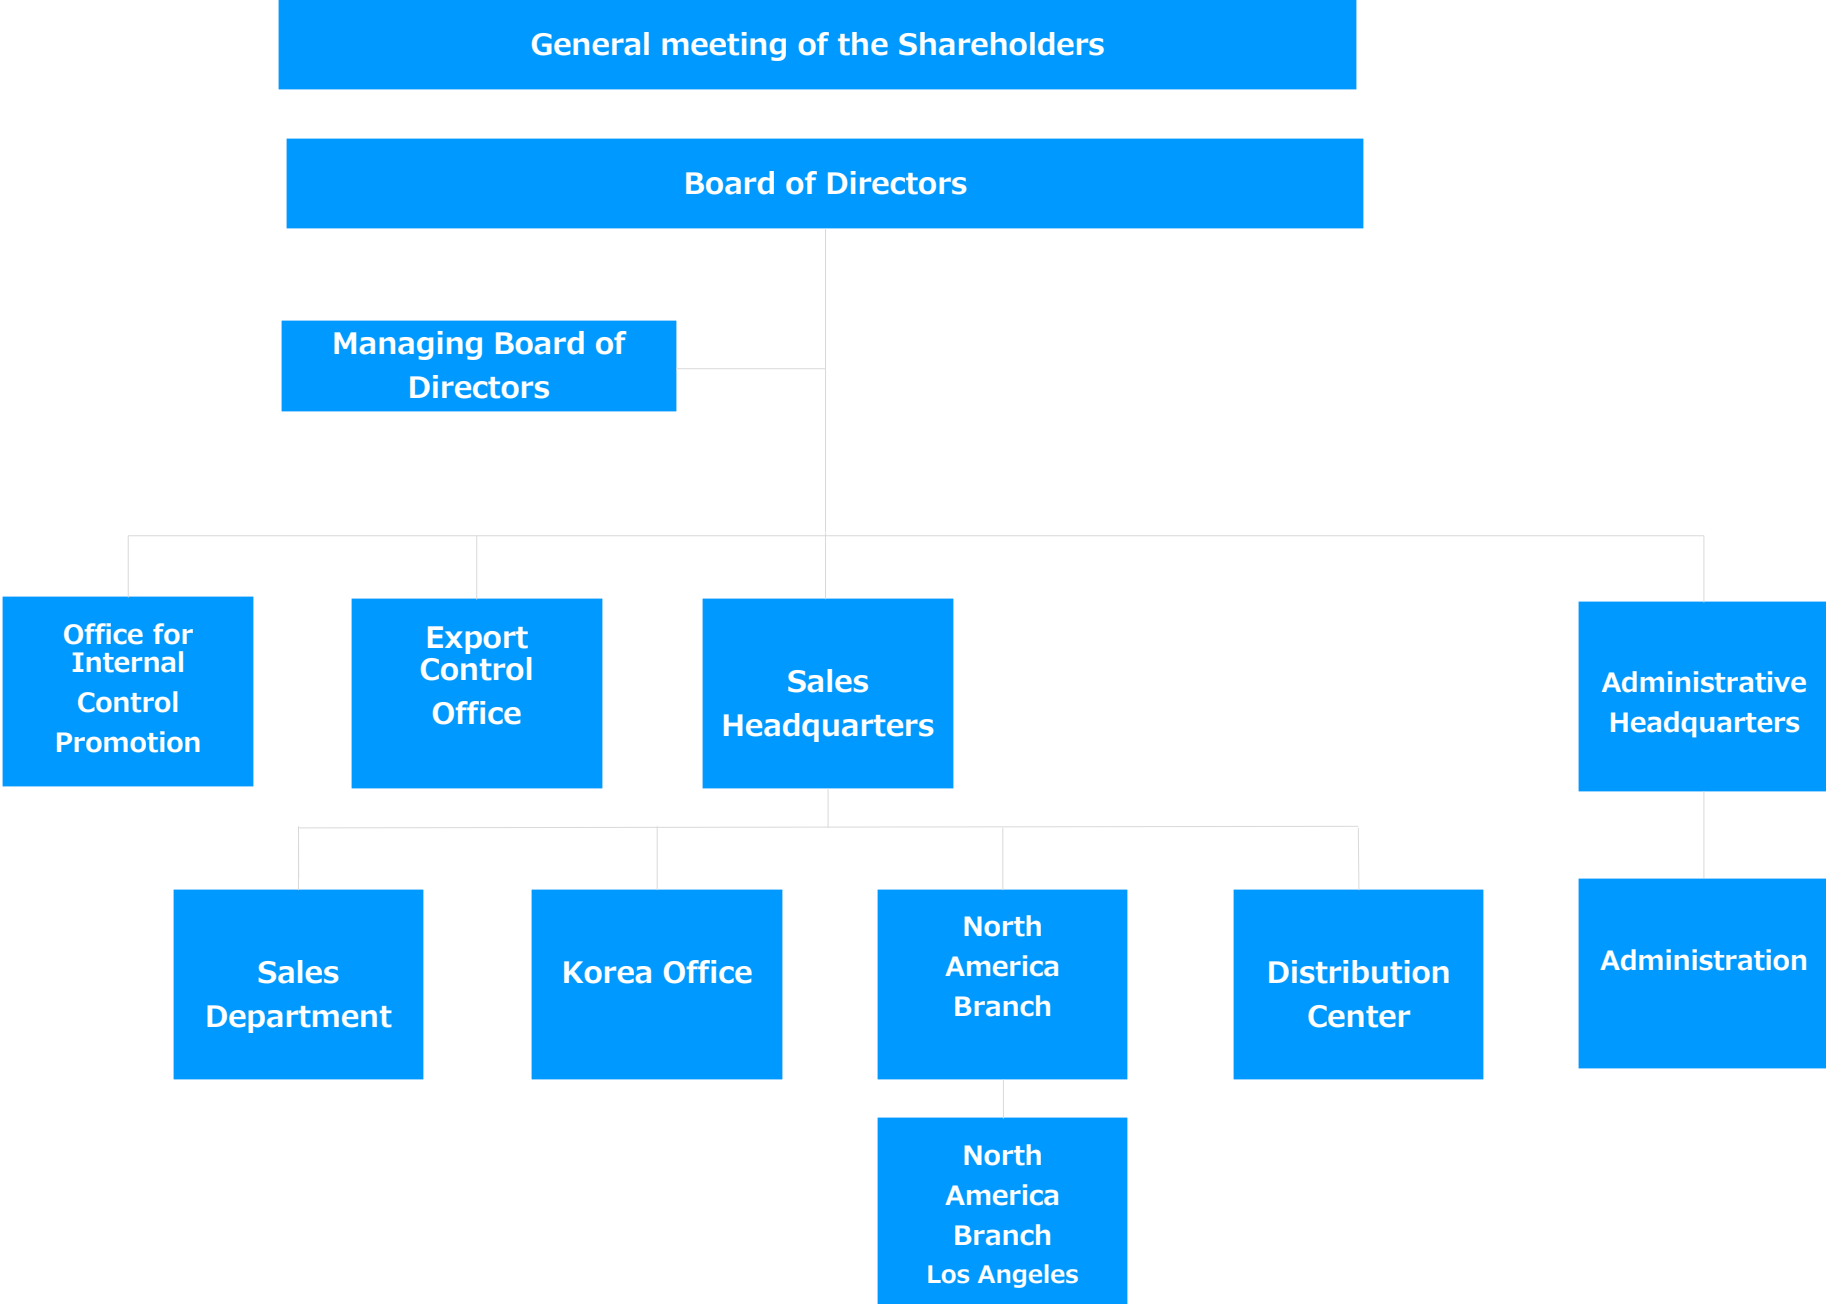 General meeting of the Shareholders
Board of Directors
Managing Board of
Directors
Office for
Internal
Control
Promotion
Export
Control
Office
Sales
Headquarters
Administrative
Headquarters
Sales
Department
Korea Office
North
America
Branch
Distribution
Center
Administration
North
America
Branch
Los Angeles